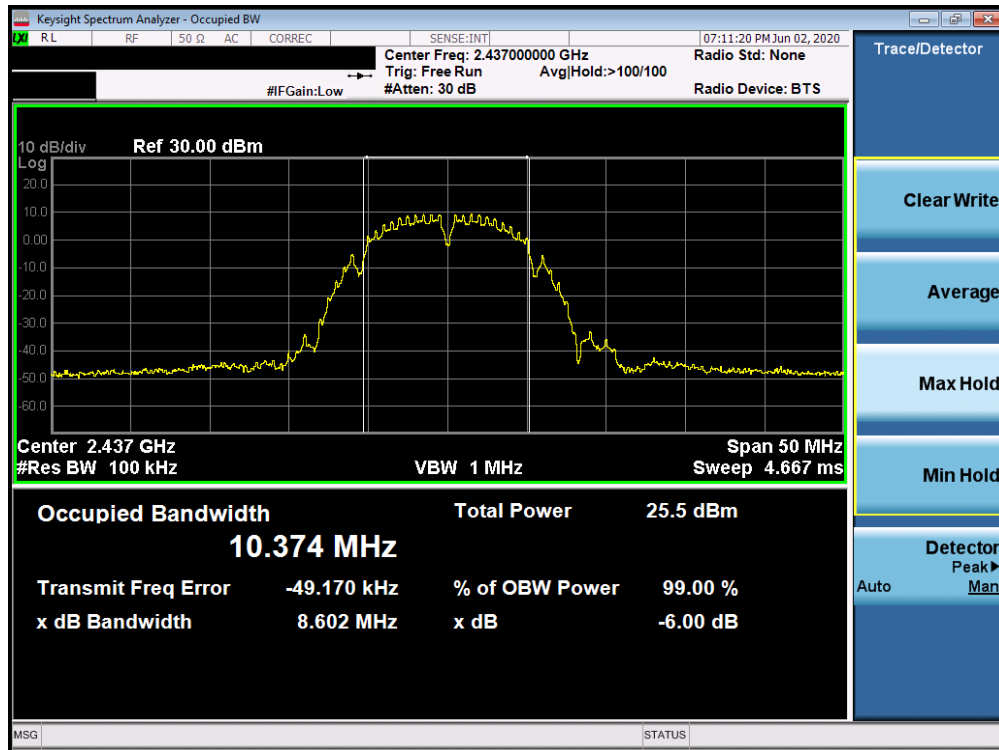 Keysight Spectrum Analyzer - Occupied BW
LXI RL RF 50 Ω AC CORREC SENSE:INT 07:11:20 PM Jun 02, 2020
Center Freq: 2.437000000 GHz Radio Std: None
Trig: Free Run Avg|Hold:>100/100
#IFGain:Low #Atten: 30 dB Radio Device: BTS
10 dB/div Ref 30.00 dBm
Log
20.0
10.0
0.00
-10.0
-20.0
-30.0
-40.0
-50.0
-60.0
Center 2.437 GHz Span 50 MHz
#Res BW 100 kHz VBW 1 MHz Sweep 4.667 ms
Occupied Bandwidth Total Power 25.5 dBm
10.374 MHz
Transmit Freq Error -49.170 kHz % of OBW Power 99.00 %
x dB Bandwidth 8.602 MHz x dB -6.00 dB
MSG STATUS
Trace/Detector
Clear Write
Average
Max Hold
Min Hold
Detector
Peak▶
Auto Man